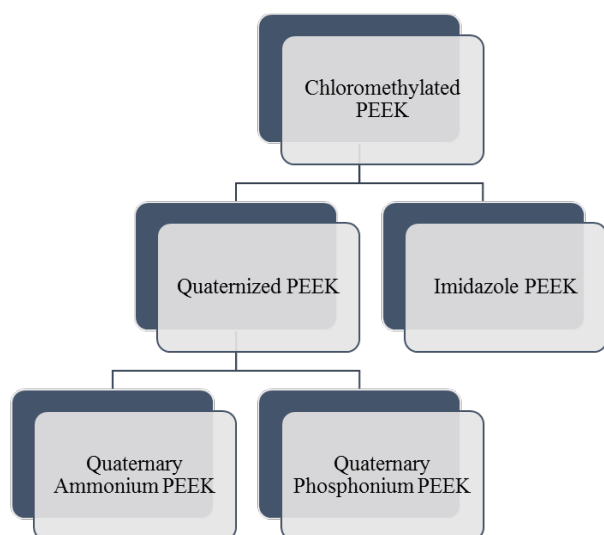 Chloromethylated
PEEK
Quaternized PEEK
Imidazole PEEK
Quaternary
Ammonium PEEK
Quaternary
Phosphonium PEEK